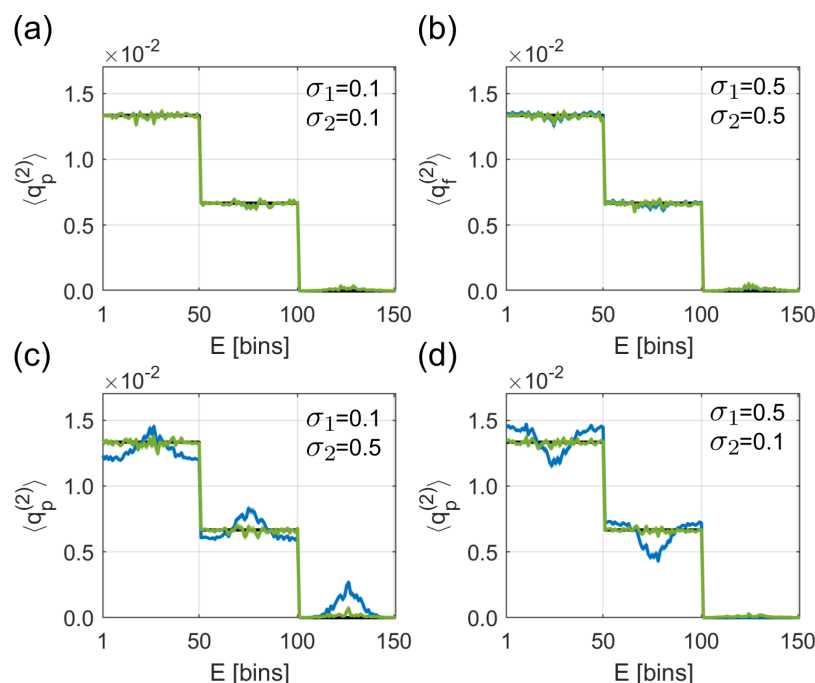 (a)
×10⁻²
σ₁=0.1
σ₂=0.1
1.5
1.0
0.5
0.0
⟨q_p^(2)⟩
1 50 100 150
E [bins]
(b)
×10⁻²
σ₁=0.5
σ₂=0.5
1.5
1.0
0.5
0.0
⟨q_f^(2)⟩
1 50 100 150
E [bins]
(c)
×10⁻²
σ₁=0.1
σ₂=0.5
1.5
1.0
0.5
0.0
⟨q_p^(2)⟩
1 50 100 150
E [bins]
(d)
×10⁻²
σ₁=0.5
σ₂=0.1
1.5
1.0
0.5
0.0
⟨q_p^(2)⟩
1 50 100 150
E [bins]